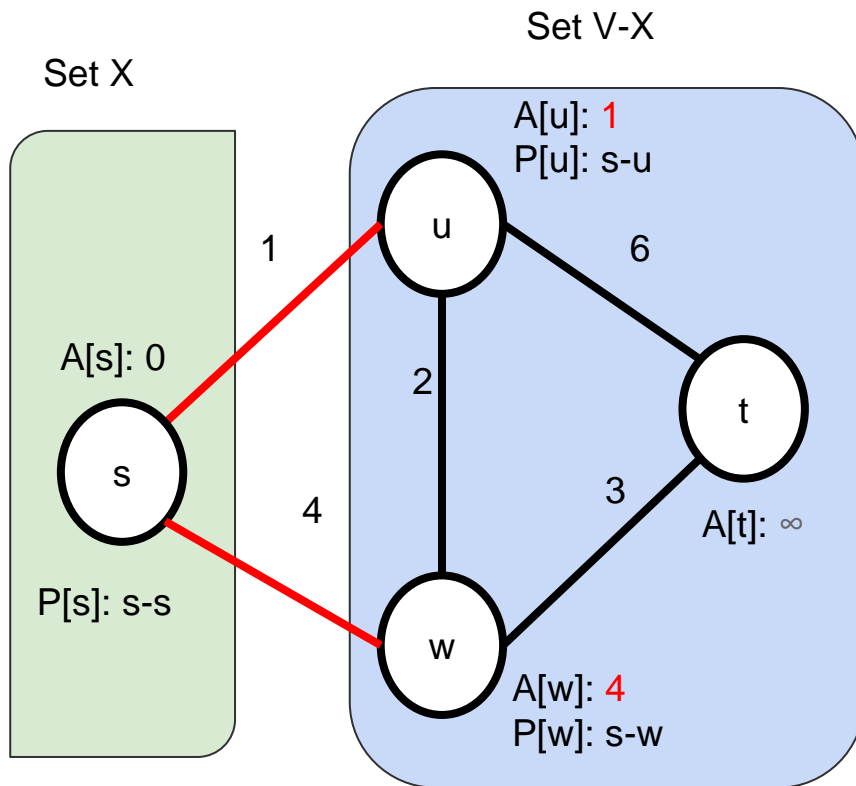 Set V-X
Set X
A[u]: 1
P[u]: s-u
u
1
6
A[s]: 0
2
t
s
4
3
A[t]: ∞
P[s]: s-s
w
A[w]: 4
P[w]: s-w